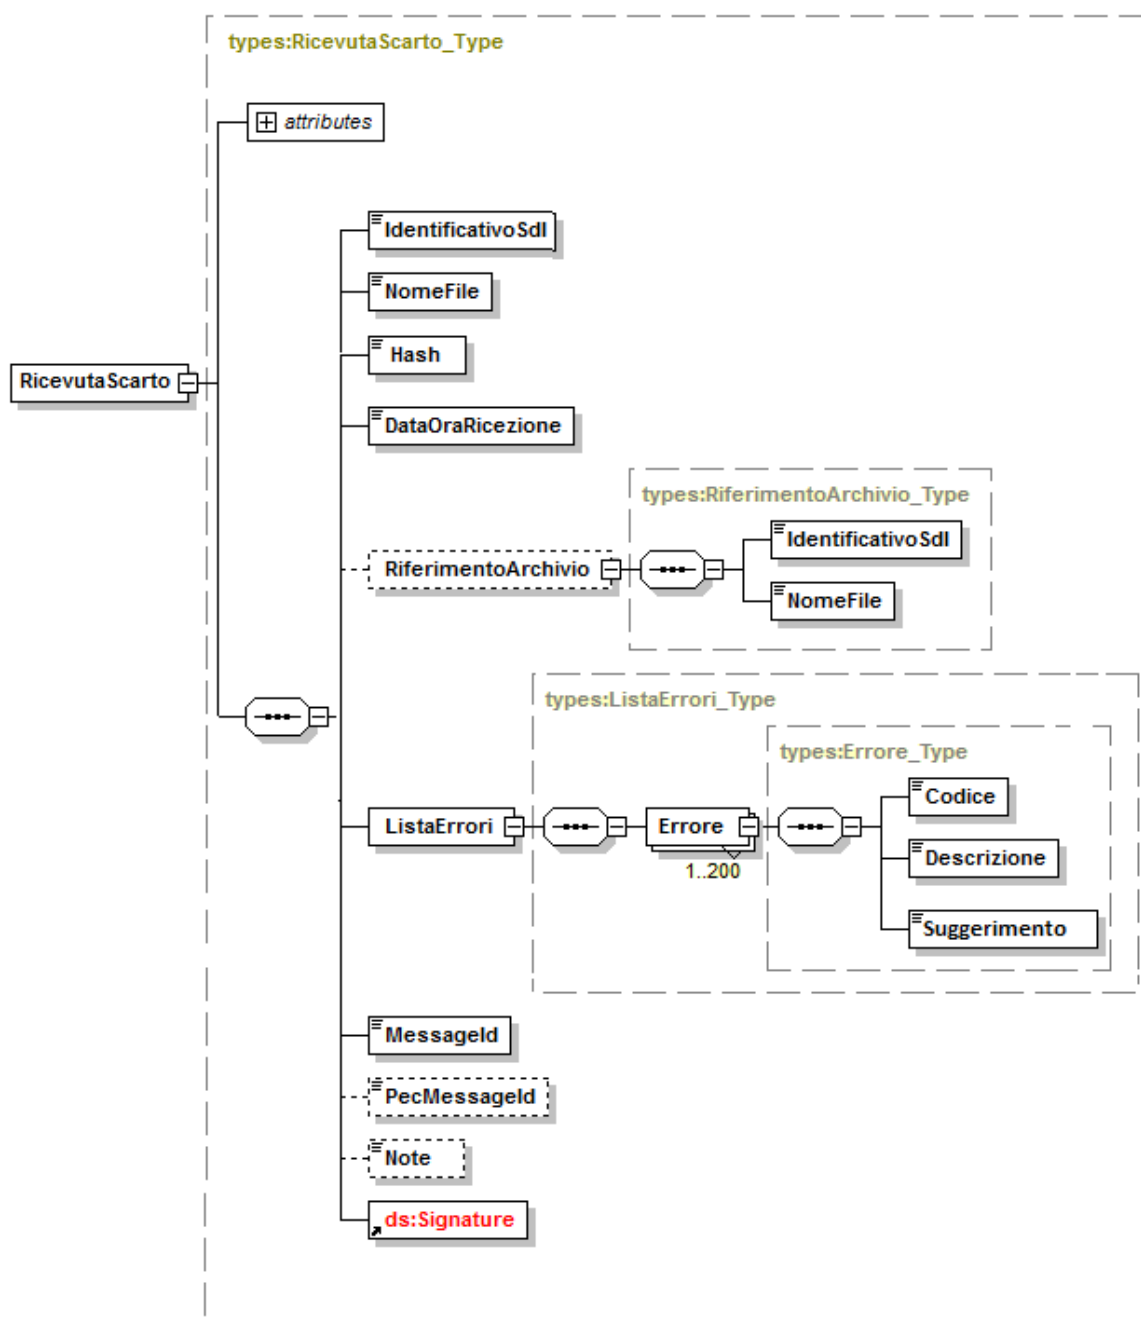 types:RicevutaScarto_Type
attributes
IdentificativoSdI
NomeFile
Hash
RicevutaScarto
DataOraRicezione
types:RiferimentoArchivio_Type
IdentificativoSdI
RiferimentoArchivio
NomeFile
types:ListaErrori_Type
types:Errore_Type
Codice
ListaErrori
Errore
1..200
Descrizione
Suggerimento
MessageId
PecMessageId
Note
ds:Signature